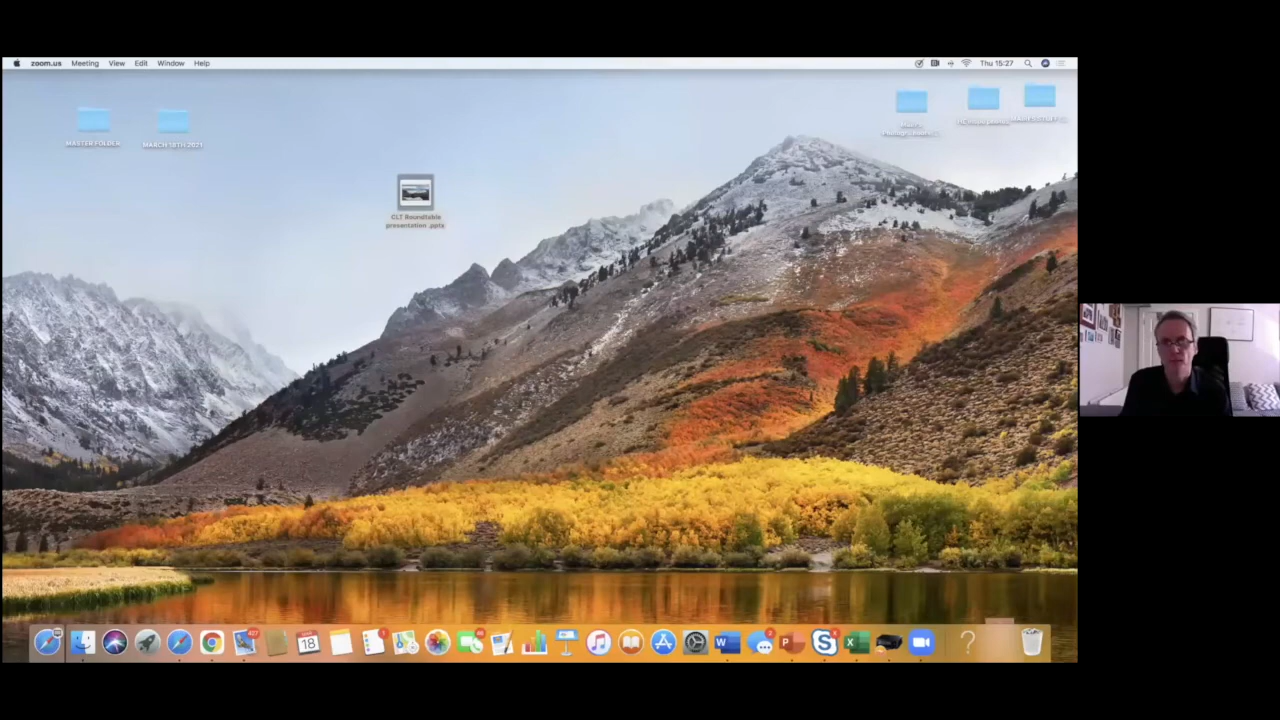 zoom.us Meeting View Edit Window Help
Thu 15:27
MASTER FOLDER
MARCH 18TH 2021
CLT Roundtable
presentation .pptx
18